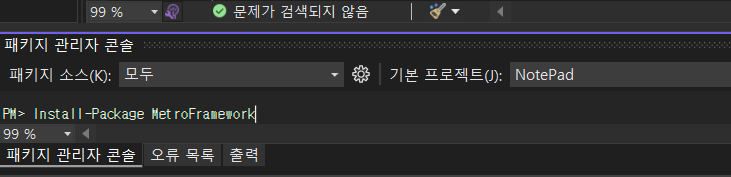 99 % 문제가 검색되지 않음
패키지 관리자 콘솔
패키지 소스(K): 모두 기본 프로젝트(J): NotePad
PM> Install-Package MetroFramework
99 %
패키지 관리자 콘솔 오류 목록 출력